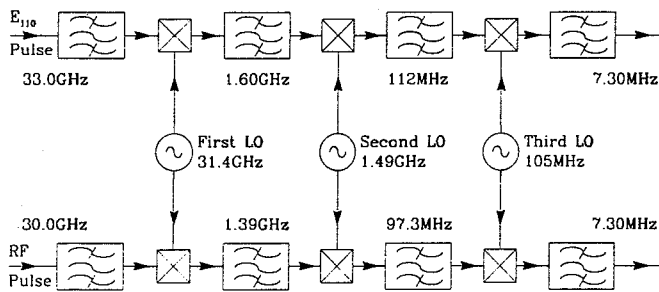 E₁₁₀
Pulse
33.0GHz
1.60GHz
112MHz
7.30MHz
First LO
31.4GHz
Second LO
1.49GHz
Third LO
105MHz
30.0GHz
1.39GHz
97.3MHz
7.30MHz
RF
Pulse